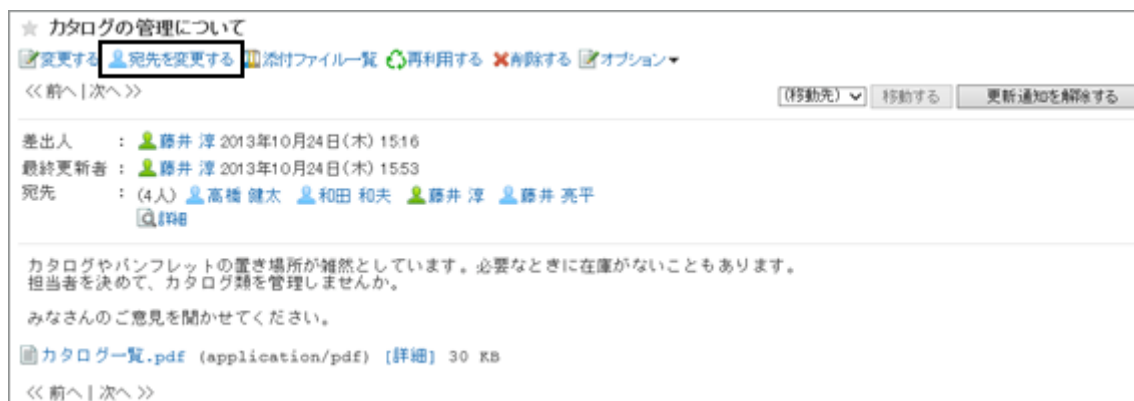 カタログの管理について
変更する 宛先を変更する 添付ファイル一覧 再利用する 削除する オプション
<< 前へ | 次へ >>
(移動先) 移動する 更新通知を解除する
差出人 : 藤井 淳 2013年10月24日(木) 15:16
最終更新者 : 藤井 淳 2013年10月24日(木) 15:53
宛先 : (4人) 高橋 健太 和田 和夫 藤井 淳 藤井 亮平
詳細
カタログやパンフレットの置き場所が雑然としています。必要なときに在庫がないこともあります。
担当者を決めて、カタログ類を管理しませんか。
みなさんのご意見を聞かせてください。
カタログ一覧.pdf (application/pdf) [詳細] 30 KB
<< 前へ | 次へ >>